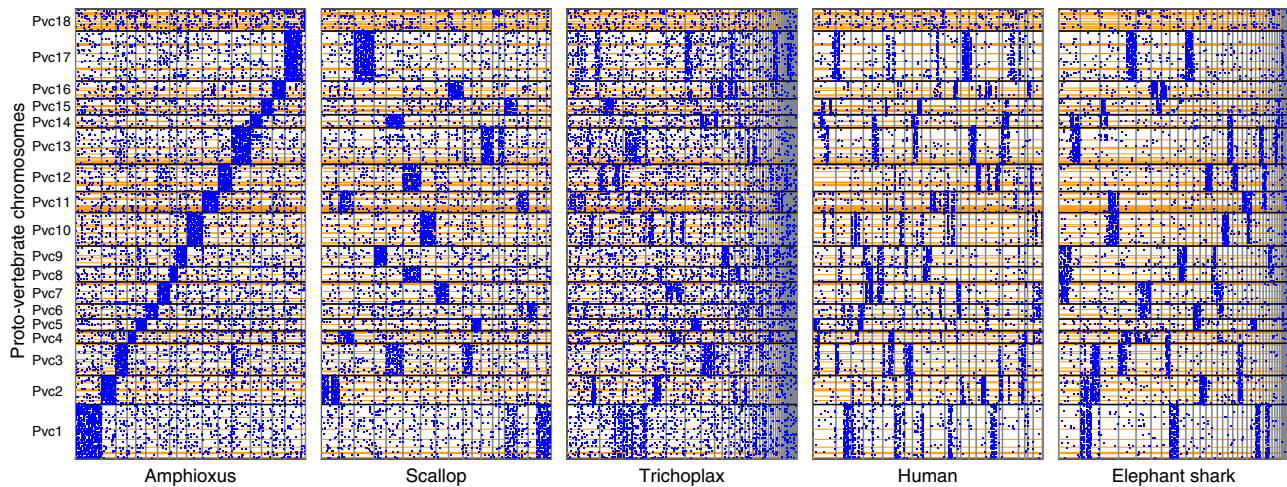 Proto-vertebrate chromosomes
Pvc18
Pvc17
Pvc16
Pvc15
Pvc14
Pvc13
Pvc12
Pvc11
Pvc10
Pvc9
Pvc8
Pvc7
Pvc6
Pvc5
Pvc4
Pvc3
Pvc2
Pvc1
Amphioxus
Scallop
Trichoplax
Human
Elephant shark